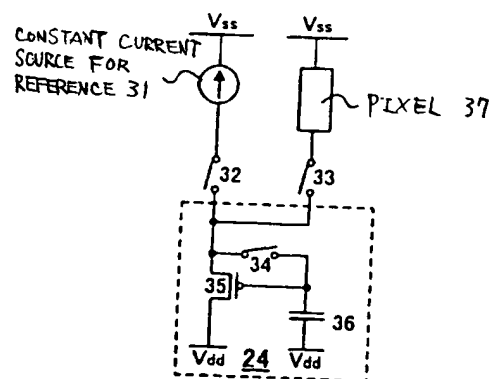 Vss
Vss
CONSTANT CURRENT
SOURCE FOR
REFERENCE 31
PIXEL 37
32
33
34
35
36
Vdd
24
Vdd